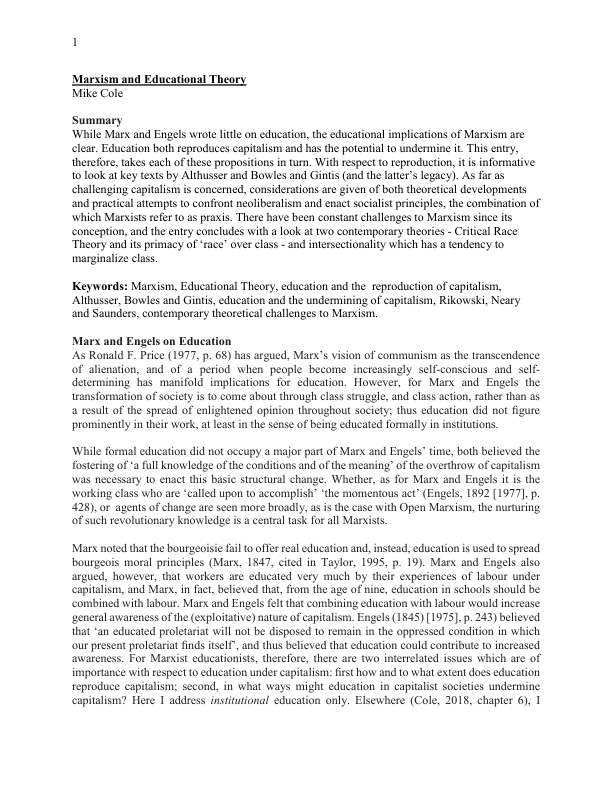 1
Marxism and Educational Theory
Mike Cole
Summary
While Marx and Engels wrote little on education, the educational implications of Marxism are
clear. Education both reproduces capitalism and has the potential to undermine it. This entry,
therefore, takes each of these propositions in turn. With respect to reproduction, it is informative
to look at key texts by Althusser and Bowles and Gintis (and the latter’s legacy). As far as
challenging capitalism is concerned, considerations are given of both theoretical developments
and practical attempts to confront neoliberalism and enact socialist principles, the combination of
which Marxists refer to as praxis. There have been constant challenges to Marxism since its
conception, and the entry concludes with a look at two contemporary theories - Critical Race
Theory and its primacy of ‘race’ over class - and intersectionality which has a tendency to
marginalize class.
Keywords: Marxism, Educational Theory, education and the  reproduction of capitalism,
Althusser, Bowles and Gintis, education and the undermining of capitalism, Rikowski, Neary
and Saunders, contemporary theoretical challenges to Marxism.
Marx and Engels on Education
As Ronald F. Price (1977, p. 68) has argued, Marx’s vision of communism as the transcendence
of alienation, and of a period when people become increasingly self-conscious and self-
determining has manifold implications for education. However, for Marx and Engels the
transformation of society is to come about through class struggle, and class action, rather than as
a result of the spread of enlightened opinion throughout society; thus education did not figure
prominently in their work, at least in the sense of being educated formally in institutions.
While formal education did not occupy a major part of Marx and Engels’ time, both believed the
fostering of ‘a full knowledge of the conditions and of the meaning’ of the overthrow of capitalism
was necessary to enact this basic structural change. Whether, as for Marx and Engels it is the
working class who are ‘called upon to accomplish’ ‘the momentous act’ (Engels, 1892 [1977], p.
428), or  agents of change are seen more broadly, as is the case with Open Marxism, the nurturing
of such revolutionary knowledge is a central task for all Marxists.
Marx noted that the bourgeoisie fail to offer real education and, instead, education is used to spread
bourgeois moral principles (Marx, 1847, cited in Taylor, 1995, p. 19). Marx and Engels also
argued, however, that workers are educated very much by their experiences of labour under
capitalism, and Marx, in fact, believed that, from the age of nine, education in schools should be
combined with labour. Marx and Engels felt that combining education with labour would increase
general awareness of the (exploitative) nature of capitalism. Engels (1845) [1975], p. 243) believed
that ‘an educated proletariat will not be disposed to remain in the oppressed condition in which
our present proletariat finds itself’, and thus believed that education could contribute to increased
awareness. For Marxist educationists, therefore, there are two interrelated issues which are of
importance with respect to education under capitalism: first how and to what extent does education
reproduce capitalism; second, in what ways might education in capitalist societies undermine
capitalism? Here I address institutional education only. Elsewhere (Cole, 2018, chapter 6), I